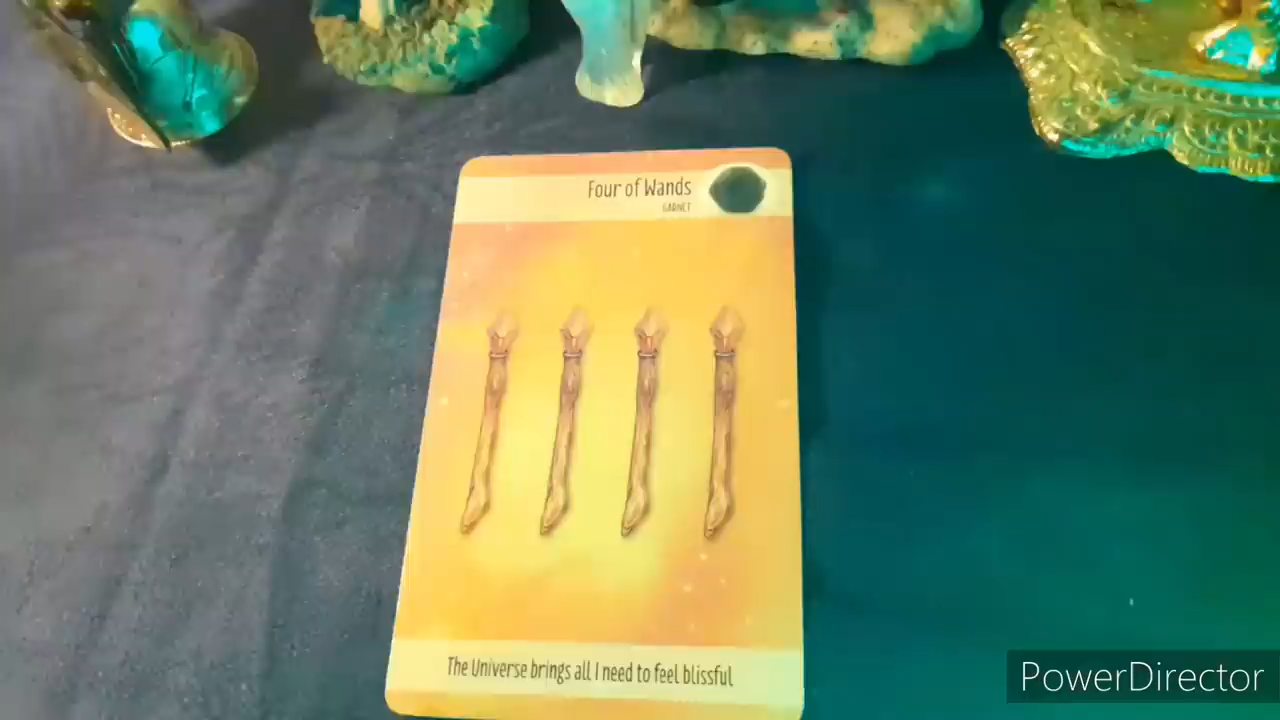 Four of Wands
GARNET
The Universe brings all I need to feel blissful
PowerDirector